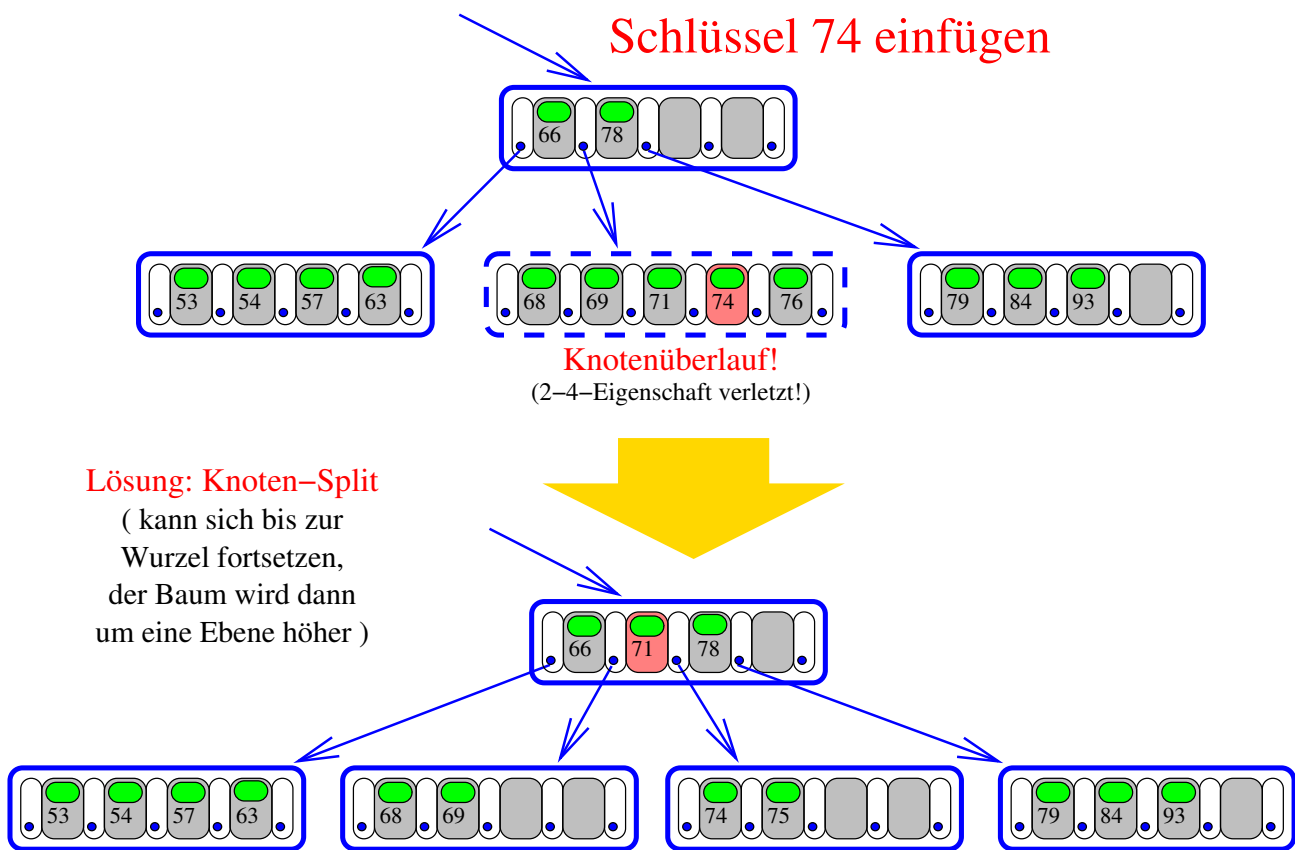 Schlüssel 74 einfügen
66 78
53 54 57 63
68 69 71 74 76
79 84 93
Knotenüberlauf!
(2−4−Eigenschaft verletzt!)
Lösung: Knoten−Split
( kann sich bis zur
Wurzel fortsetzen,
der Baum wird dann
um eine Ebene höher )
66 71 78
53 54 57 63
68 69
74 75
79 84 93